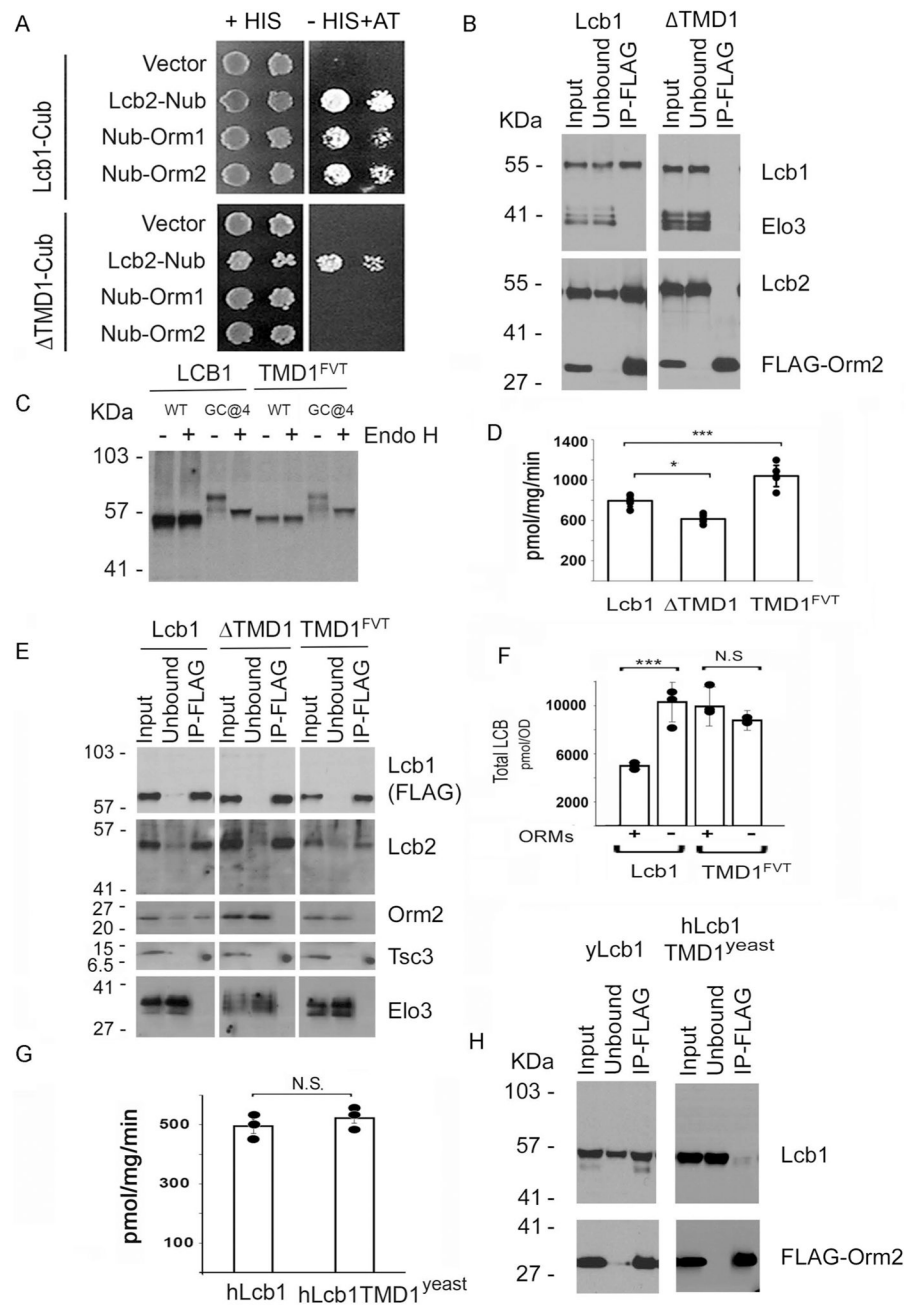 A
+ HIS
- HIS+AT
Lcb1-Cub
Vector
Lcb2-Nub
Nub-Orm1
Nub-Orm2
ΔTMD1-Cub
Vector
Lcb2-Nub
Nub-Orm1
Nub-Orm2
B
Lcb1
ΔTMD1
Input
Unbound
IP-FLAG
Input
Unbound
IP-FLAG
KDa
55 -
41 -
55 -
41 -
27 -
Lcb1
Elo3
Lcb2
FLAG-Orm2
C
LCB1
TMD1FVT
KDa
WT
GC@4
WT
GC@4
- + - + - + - +
Endo H
103 -
57 -
41 -
D
pmol/mg/min
1400
1000
600
200
***
*
Lcb1
ΔTMD1
TMD1FVT
E
Lcb1
ΔTMD1
TMD1FVT
Input
Unbound
IP-FLAG
Input
Unbound
IP-FLAG
Input
Unbound
IP-FLAG
103 -
57 -
57 -
41 -
27 -
20 -
15 -
6.5 -
41 -
27 -
Lcb1
(FLAG)
Lcb2
Orm2
Tsc3
Elo3
F
Total LCB
pmol/OD
10000
6000
2000
***
N.S
ORMs
+ - + -
Lcb1
TMD1FVT
G
pmol/mg/min
500
300
100
N.S.
hLcb1
hLcb1TMD1yeast
H
yLcb1
hLcb1
TMD1yeast
Input
Unbound
IP-FLAG
Input
Unbound
IP-FLAG
KDa
103 -
57 -
41 -
41 -
27 -
Lcb1
FLAG-Orm2